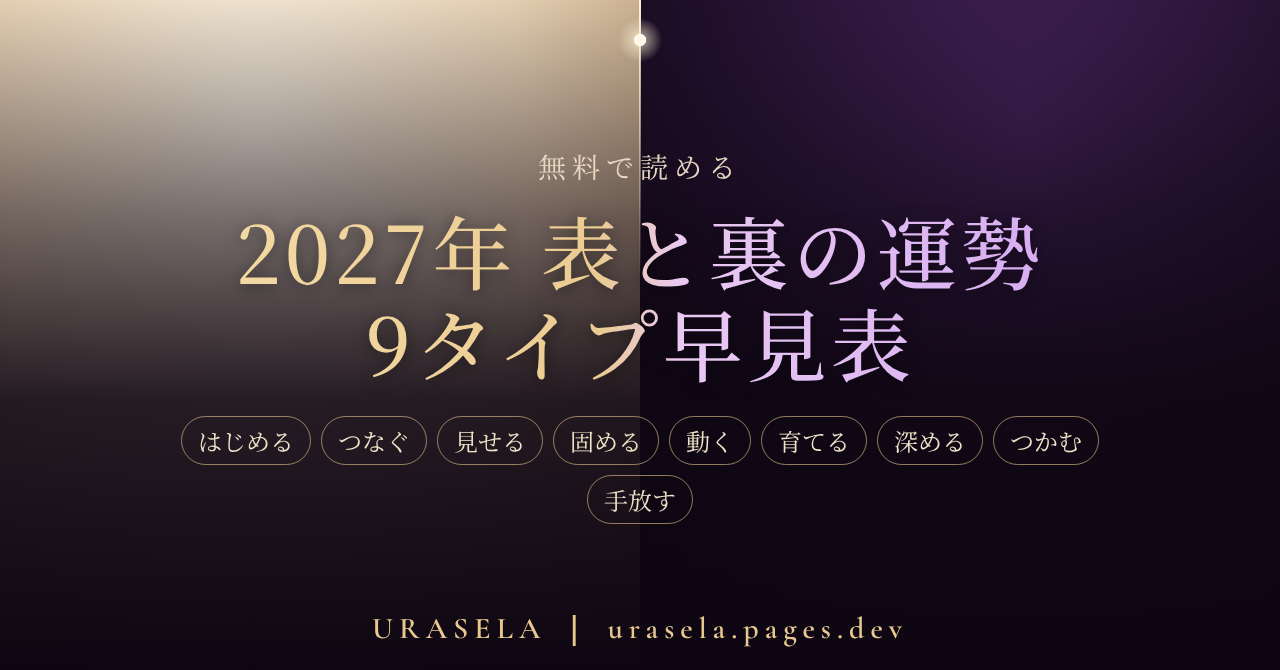 無料で読める
2027年 表と裏の運勢
9タイプ早見表
はじめる つなぐ 見せる 固める 動く 育てる 深める つかむ
手放す
URASELA | urasela.pages.dev